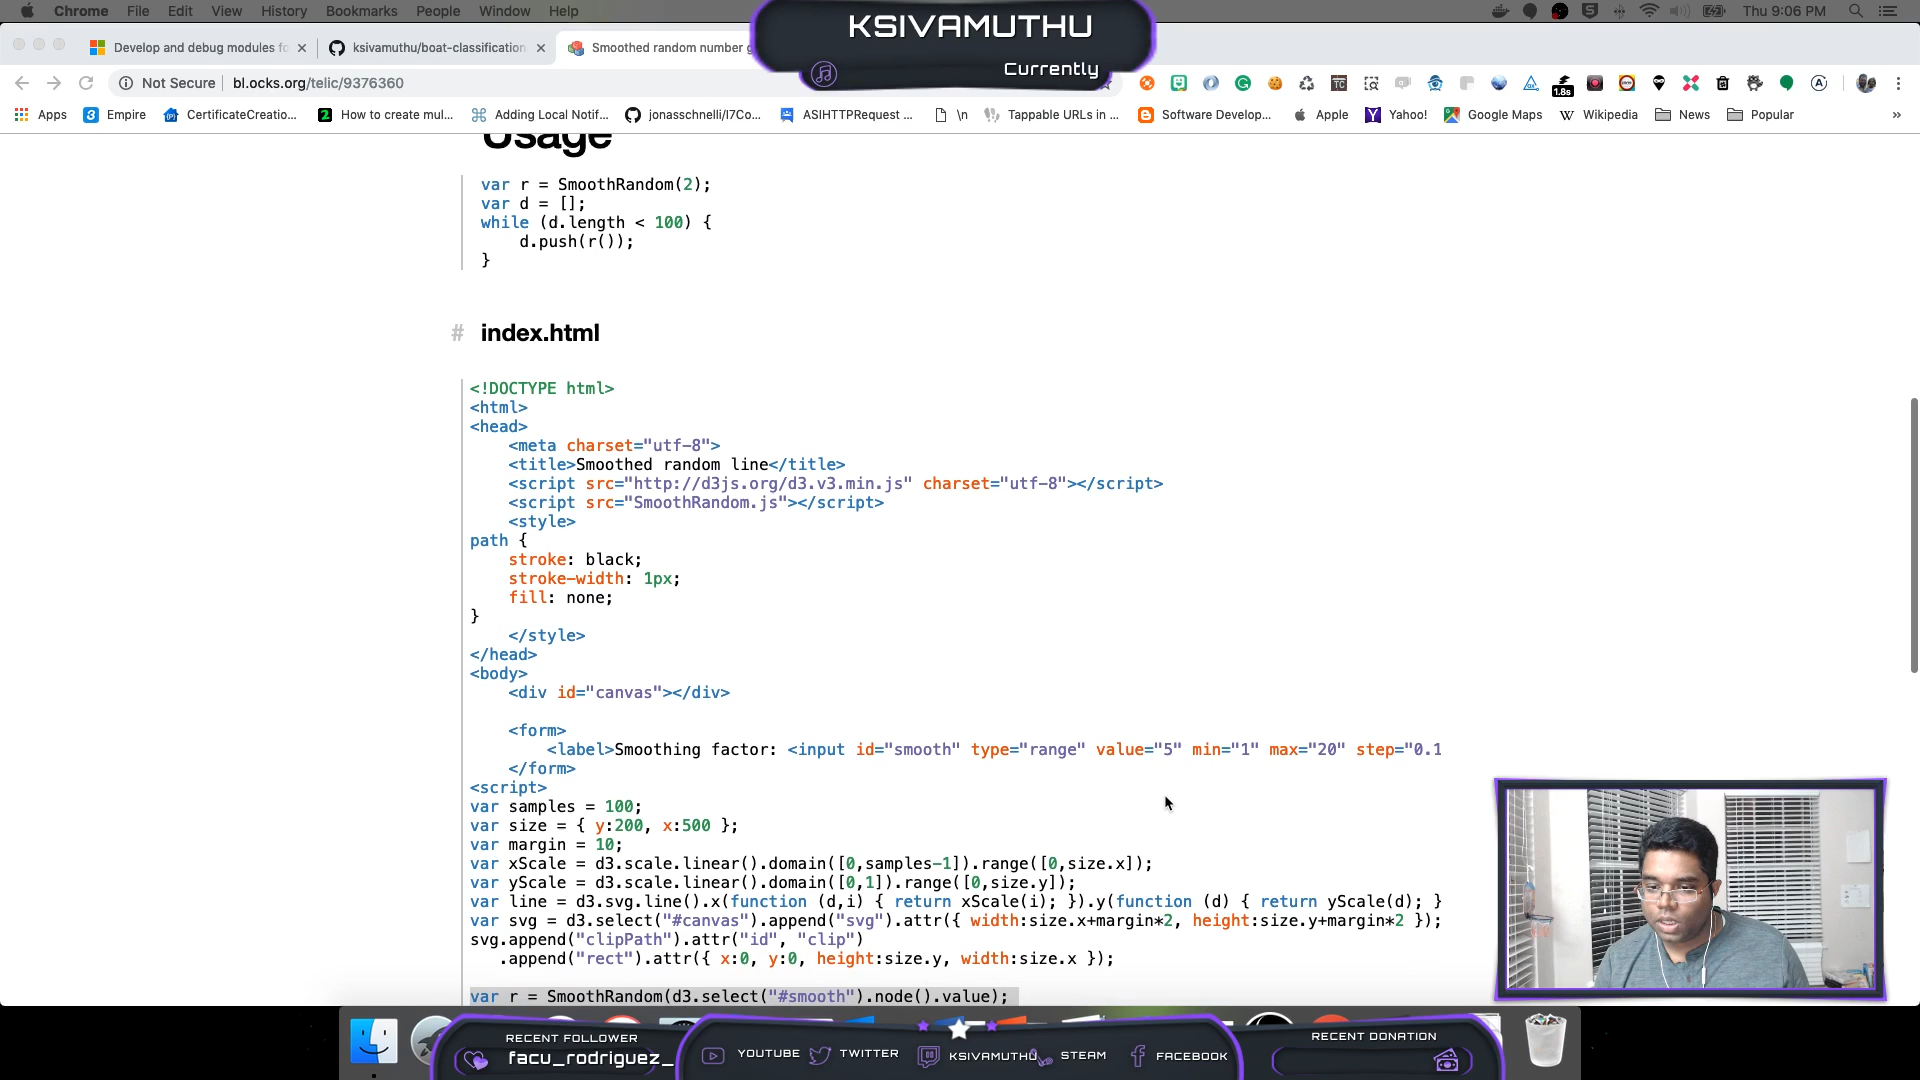 Chrome File Edit View History Bookmarks People Window Help
Thu 9:06 PM
KSIVAMUTHU
Currently
Develop and debug modules fo
ksivamuthu/boat-classification
Smoothed random number g
Not Secure
bl.ocks.org/telic/9376360
1.8s
Apps
Empire
CertificateCreatio...
How to create mul...
Adding Local Notif...
jonasschnelli/I7Co...
ASIHTTPRequest ...
\n
Tappable URLs in ...
Software Develop...
Apple
Yahoo!
Google Maps
Wikipedia
News
Popular
»
Usage
var r = SmoothRandom(2);
var d = [];
while (d.length < 100) {
    d.push(r());
}
# index.html
<!DOCTYPE html>
<html>
<head>
    <meta charset="utf-8">
    <title>Smoothed random line</title>
    <script src="http://d3js.org/d3.v3.min.js" charset="utf-8"></script>
    <script src="SmoothRandom.js"></script>
    <style>
path {
    stroke: black;
    stroke-width: 1px;
    fill: none;
}
    </style>
</head>
<body>
    <div id="canvas"></div>
    <form>
        <label>Smoothing factor: <input id="smooth" type="range" value="5" min="1" max="20" step="0.1
    </form>
<script>
var samples = 100;
var size = { y:200, x:500 };
var margin = 10;
var xScale = d3.scale.linear().domain([0,samples-1]).range([0,size.x]);
var yScale = d3.scale.linear().domain([0,1]).range([0,size.y]);
var line = d3.svg.line().x(function (d,i) { return xScale(i); }).y(function (d) { return yScale(d); }
var svg = d3.select("#canvas").append("svg").attr({ width:size.x+margin*2, height:size.y+margin*2 });
svg.append("clipPath").attr("id", "clip")
   .append("rect").attr({ x:0, y:0, height:size.y, width:size.x });
var r = SmoothRandom(d3.select("#smooth").node().value);
RECENT FOLLOWER
facu_rodriguez_
YOUTUBE
TWITTER
KSIVAMUTHU
STEAM
FACEBOOK
RECENT DONATION